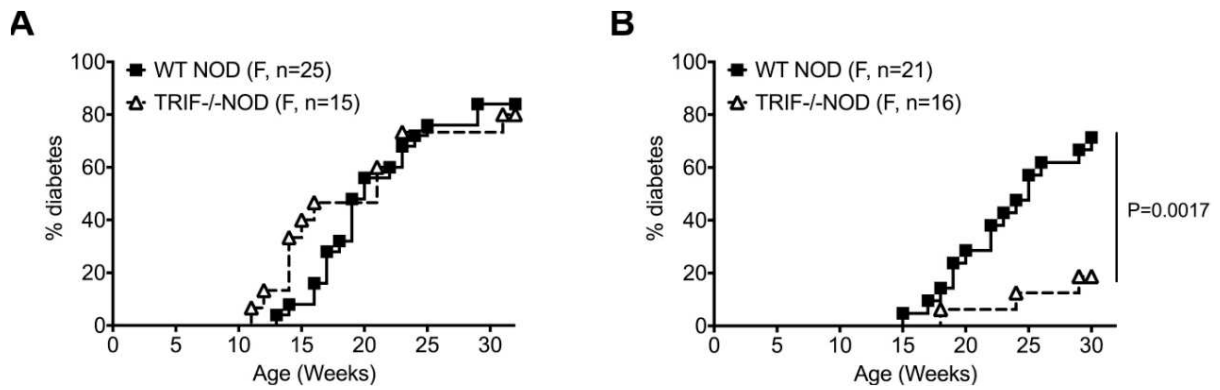 A
B
WT NOD (F, n=25)
TRIF-/-NOD (F, n=15)
% diabetes
100
80
60
40
20
0
0 5 10 15 20 25 30
Age (Weeks)
WT NOD (F, n=21)
TRIF-/-NOD (F, n=16)
% diabetes
100
80
60
40
20
0
0 5 10 15 20 25 30
Age (Weeks)
P=0.0017